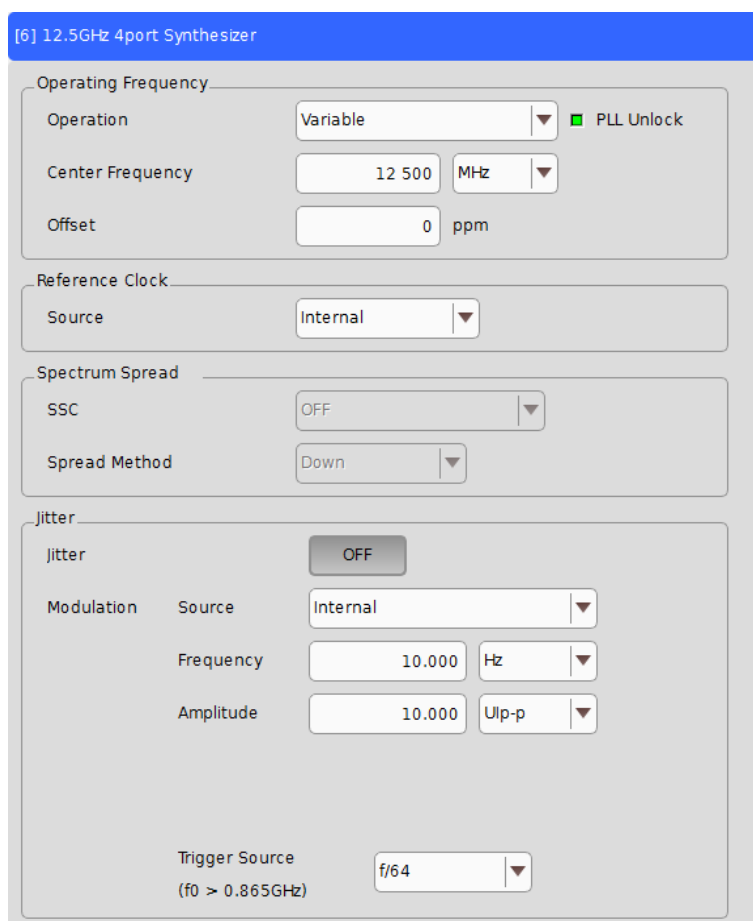 [6] 12.5GHz 4port Synthesizer
Operating Frequency
Operation Variable PLL Unlock
Center Frequency 12 500 MHz
Offset 0 ppm
Reference Clock
Source Internal
Spectrum Spread
SSC OFF
Spread Method Down
Jitter
Jitter OFF
Modulation Source Internal
Frequency 10.000 Hz
Amplitude 10.000 UIp-p
Trigger Source f/64
(f0 > 0.865GHz)